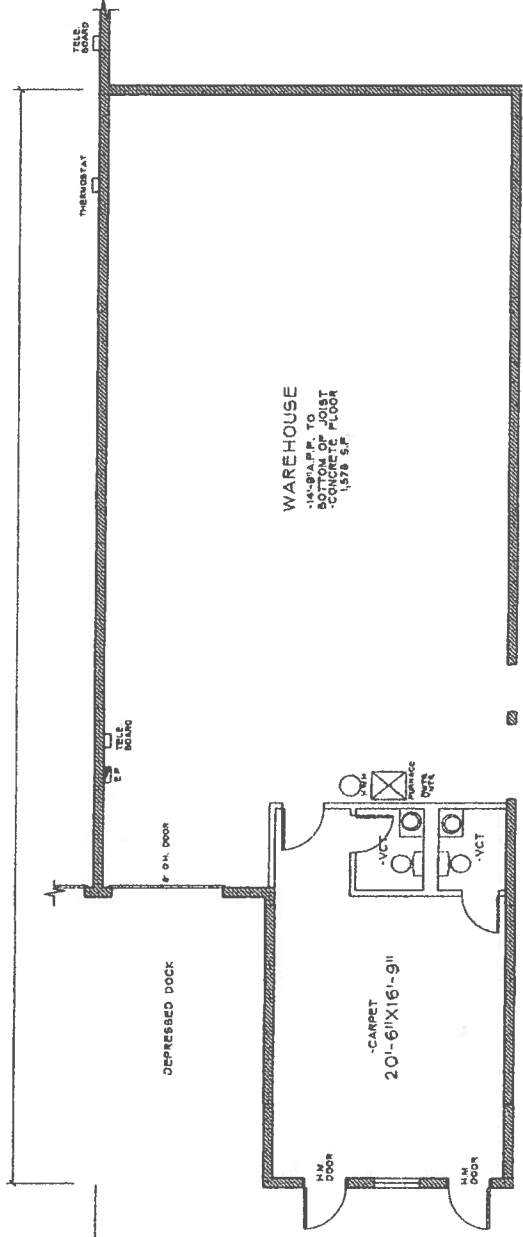 TELE.
BOARD
THERMOSTAT
WAREHOUSE
-14'-9"A.F.F. TO
BOTTOM OF JOIST
-CONCRETE FLOOR
1,578 S.F.
TELE.
BOARD
E.P.
8' O.H. DOOR
DEPRESSED DOCK
FURNACE
-VCT
-VCT
-CARPET
20'-6"X16'-9"
H.M.
DOOR
H.M.
DOOR